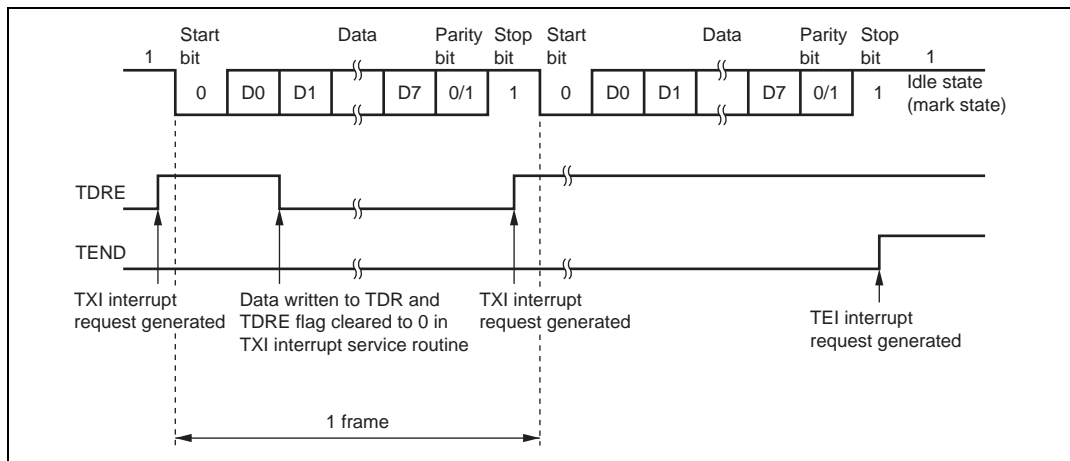 Start bit
Data
Parity bit
Stop bit
Start bit
Data
Parity bit
Stop bit
1
1
0
D0
D1
D7
0/1
1
0
D0
D1
D7
0/1
1
Idle state
(mark state)
TDRE
TEND
TXI interrupt
request generated
Data written to TDR and
TDRE flag cleared to 0 in
TXI interrupt service routine
TXI interrupt
request generated
TEI interrupt
request generated
1 frame